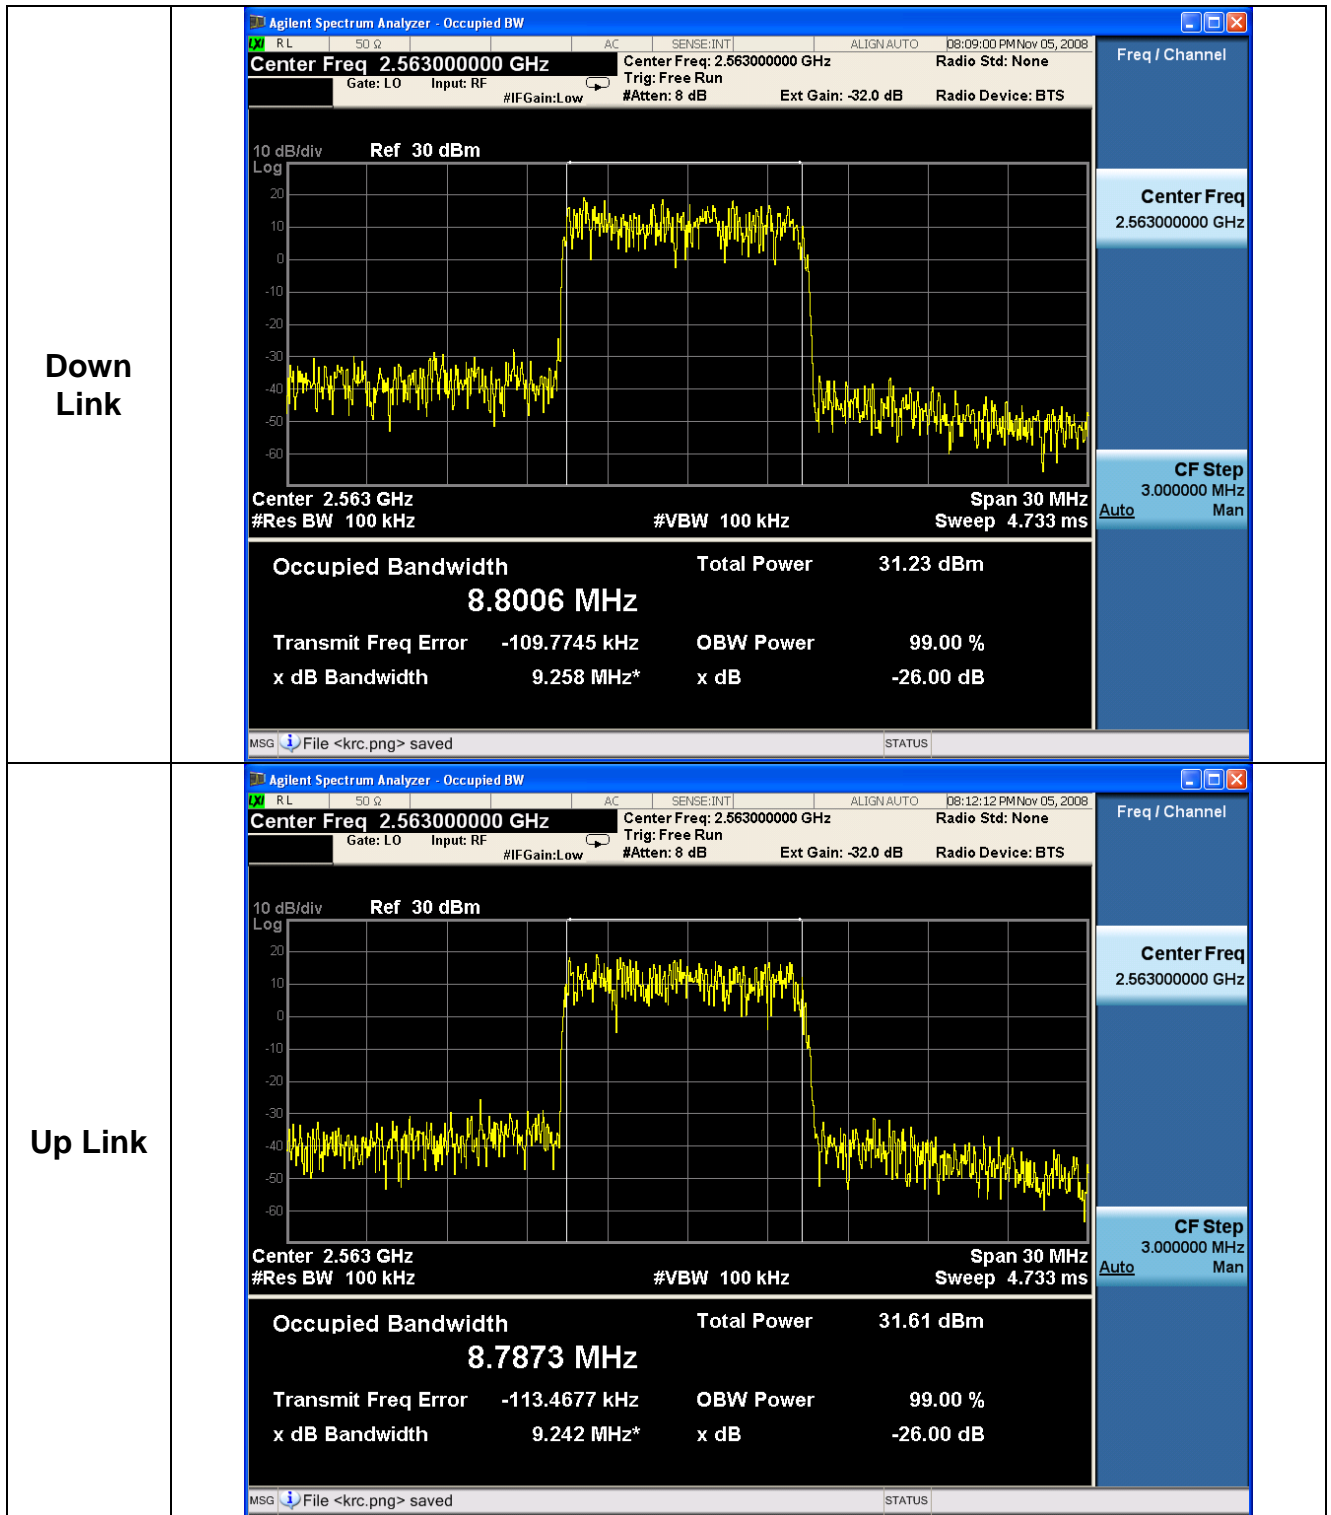 Down
Link
Agilent Spectrum Analyzer - Occupied BW
LXI RL 50 Ω AC SENSE:INT ALIGNAUTO 08:09:00 PM Nov 05, 2008
Center Freq 2.563000000 GHz
Center Freq: 2.563000000 GHz Radio Std: None
Trig: Free Run
Gate: LO Input: RF #IFGain:Low
#Atten: 8 dB Ext Gain: -32.0 dB Radio Device: BTS
Freq / Channel
10 dB/div Ref 30 dBm
Log
20
10
0
-10
-20
-30
-40
-50
-60
Center Freq
2.563000000 GHz
CF Step
3.000000 MHz
Auto Man
Center 2.563 GHz Span 30 MHz
#Res BW 100 kHz #VBW 100 kHz Sweep 4.733 ms
Occupied Bandwidth Total Power 31.23 dBm
8.8006 MHz
Transmit Freq Error -109.7745 kHz OBW Power 99.00 %
x dB Bandwidth 9.258 MHz* x dB -26.00 dB
MSG File <krc.png> saved STATUS
Up Link
Agilent Spectrum Analyzer - Occupied BW
LXI RL 50 Ω AC SENSE:INT ALIGNAUTO 08:12:12 PM Nov 05, 2008
Center Freq 2.563000000 GHz
Center Freq: 2.563000000 GHz Radio Std: None
Trig: Free Run
Gate: LO Input: RF #IFGain:Low
#Atten: 8 dB Ext Gain: -32.0 dB Radio Device: BTS
Freq / Channel
10 dB/div Ref 30 dBm
Log
20
10
0
-10
-20
-30
-40
-50
-60
Center Freq
2.563000000 GHz
CF Step
3.000000 MHz
Auto Man
Center 2.563 GHz Span 30 MHz
#Res BW 100 kHz #VBW 100 kHz Sweep 4.733 ms
Occupied Bandwidth Total Power 31.61 dBm
8.7873 MHz
Transmit Freq Error -113.4677 kHz OBW Power 99.00 %
x dB Bandwidth 9.242 MHz* x dB -26.00 dB
MSG File <krc.png> saved STATUS